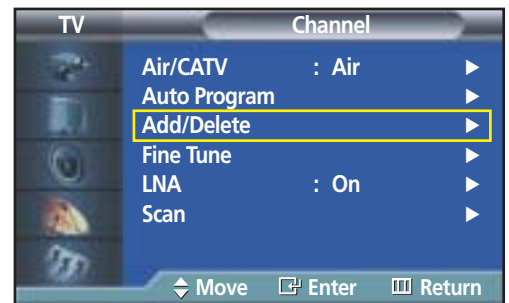 TV Channel
Air/CATV : Air
Auto Program
Add/Delete
Fine Tune
LNA : On
Scan
Move Enter Return